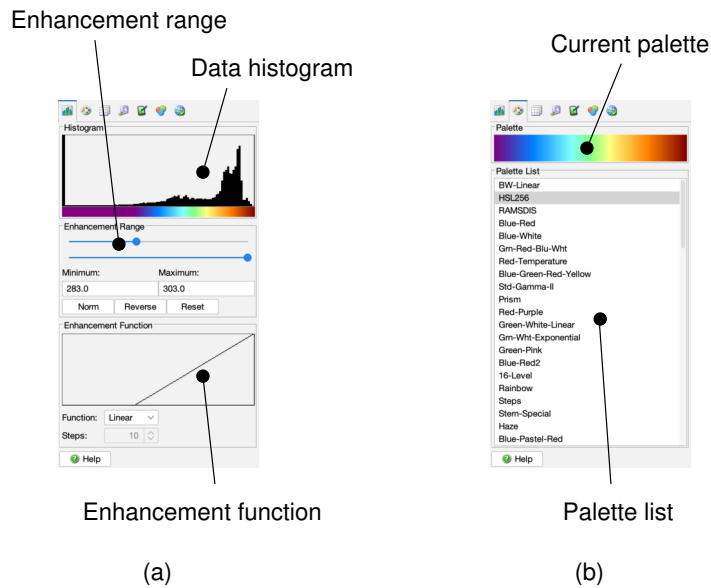 Enhancement range
Data histogram
Histogram
Enhancement Range
Minimum: Maximum:
283.0 303.0
Norm Reverse Reset
Enhancement Function
Function: Linear
Steps: 10
Help
Enhancement function
(a)
Current palette
Palette
Palette List
BW-Linear
HSL256
RAMSDIS
Blue-Red
Blue-White
Grn-Red-Blu-Wht
Red-Temperature
Blue-Green-Red-Yellow
Std-Gamma-II
Prism
Red-Purple
Green-White-Linear
Grn-Wht-Exponential
Green-Pink
Blue-Red2
16-Level
Rainbow
Steps
Stern-Special
Haze
Blue-Pastel-Red
Help
Palette list
(b)